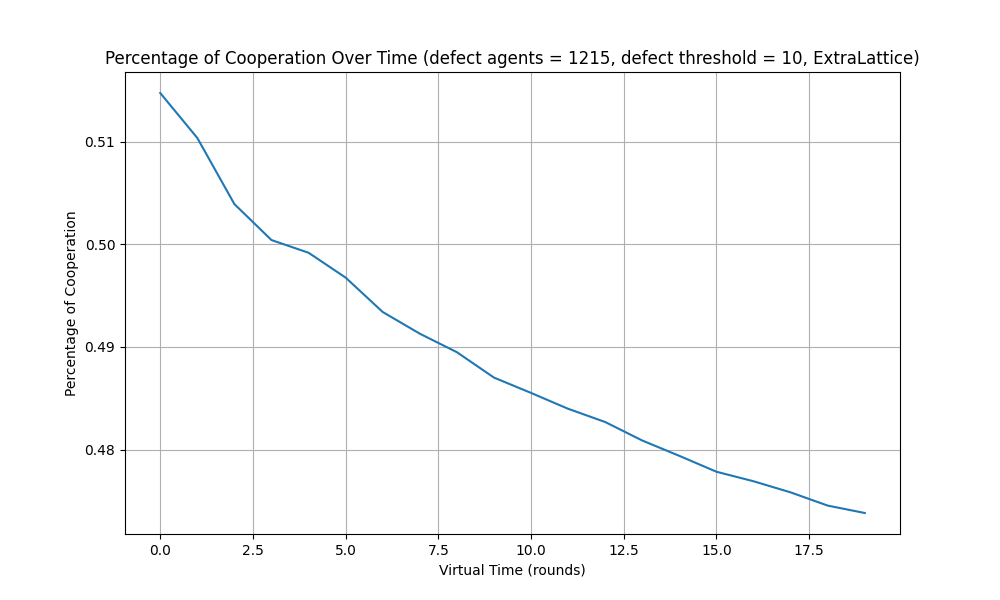 Percentage of Cooperation Over Time (defect agents = 1215, defect threshold = 10, ExtraLattice)
Percentage of Cooperation
0.51
0.50
0.49
0.48
0.0 2.5 5.0 7.5 10.0 12.5 15.0 17.5
Virtual Time (rounds)